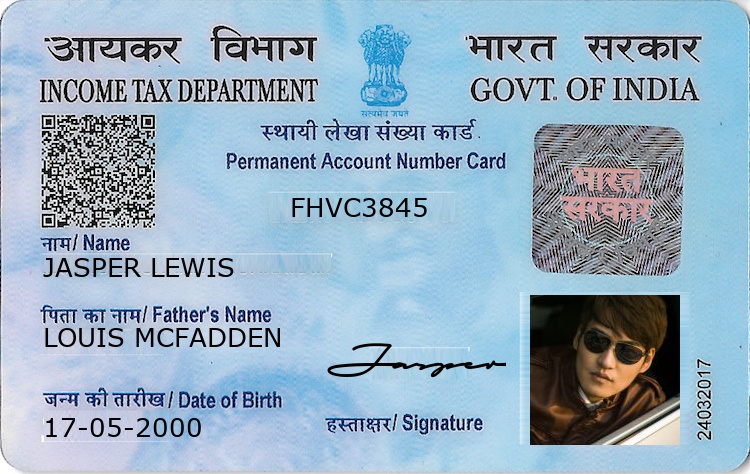 आयकर विभाग
INCOME TAX DEPARTMENT
भारत सरकार
GOVT. OF INDIA
सत्यमेव जयते
स्थायी लेखा संख्या कार्ड
Permanent Account Number Card
FHVC3845
भारत
सरकार
नाम/ Name
JASPER LEWIS
पिता का नाम/ Father's Name
LOUIS MCFADDEN
Jasper
जन्म की तारीख/ Date of Birth
17-05-2000
हस्ताक्षर/ Signature
24032017